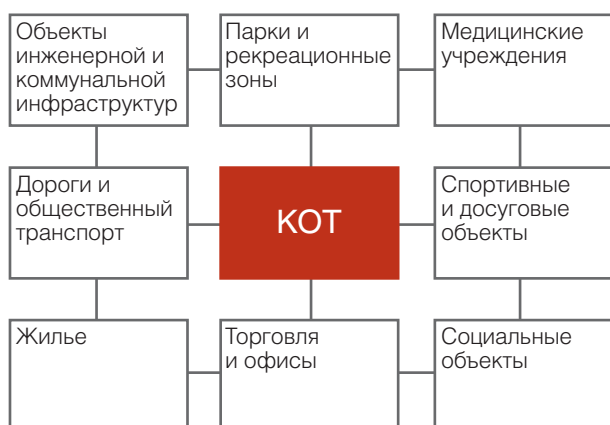 Объекты
инженерной и
коммунальной
инфраструктур
Парки и
рекреационные
зоны
Медицинские
учреждения
Дороги и
общественный
транспорт
КОТ
Спортивные
и досуговые
объекты
Жилье
Торговля
и офисы
Социальные
объекты